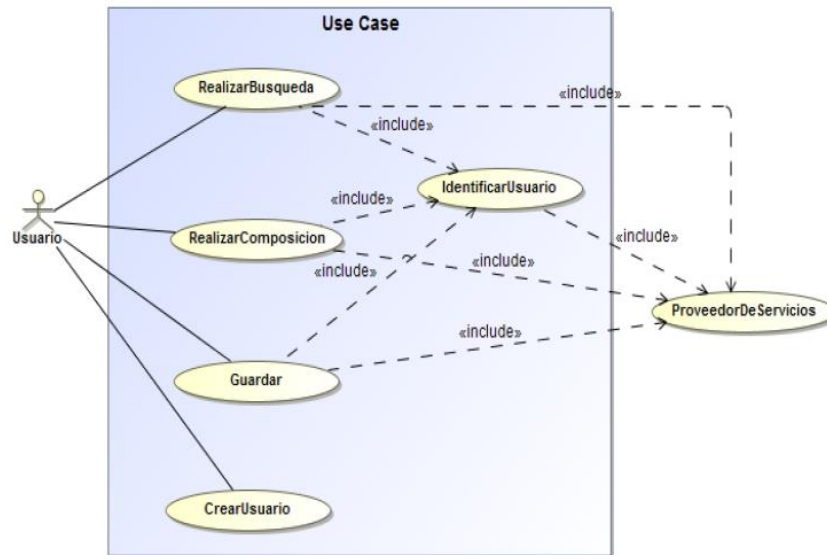 Use Case
RealizarBusqueda
«include»
«include»
IdentificarUsuario
«include»
Usuario
RealizarComposicion
«include»
«include»
«include»
ProveedorDeServicios
«include»
Guardar
CrearUsuario